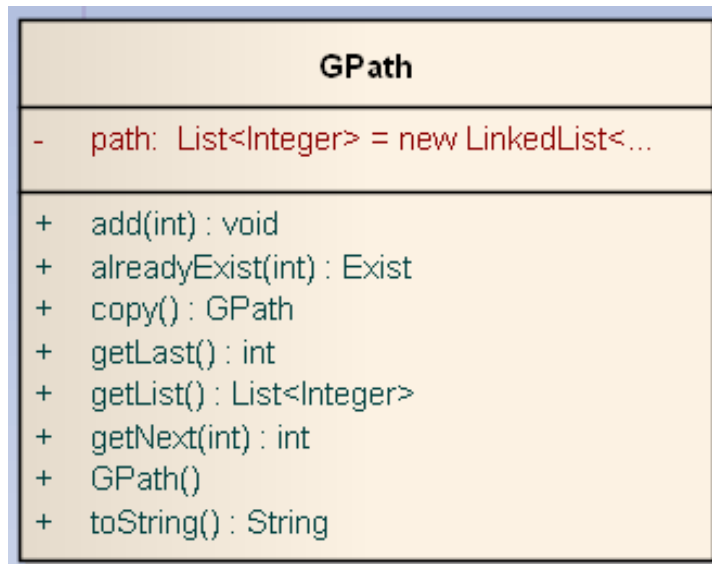 GPath
- path: List<Integer> = new LinkedList<...
+ add(int) : void
+ alreadyExist(int) : Exist
+ copy() : GPath
+ getLast() : int
+ getList() : List<Integer>
+ getNext(int) : int
+ GPath()
+ toString() : String